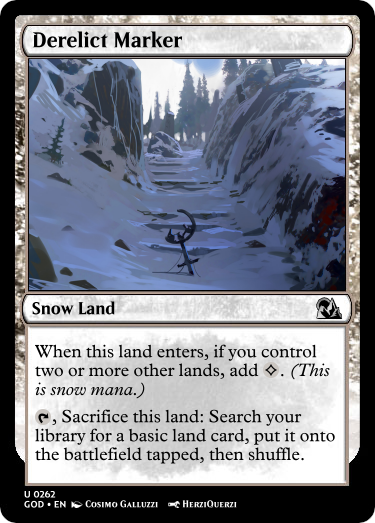 Derelict Marker
Snow Land
When this land enters, if you control
two or more other lands, add . (This
is snow mana.)
, Sacrifice this land: Search your
library for a basic land card, put it onto
the battlefield tapped, then shuffle.
U 0262
GOD • EN Cosimo Galluzzi HerziQuerzi